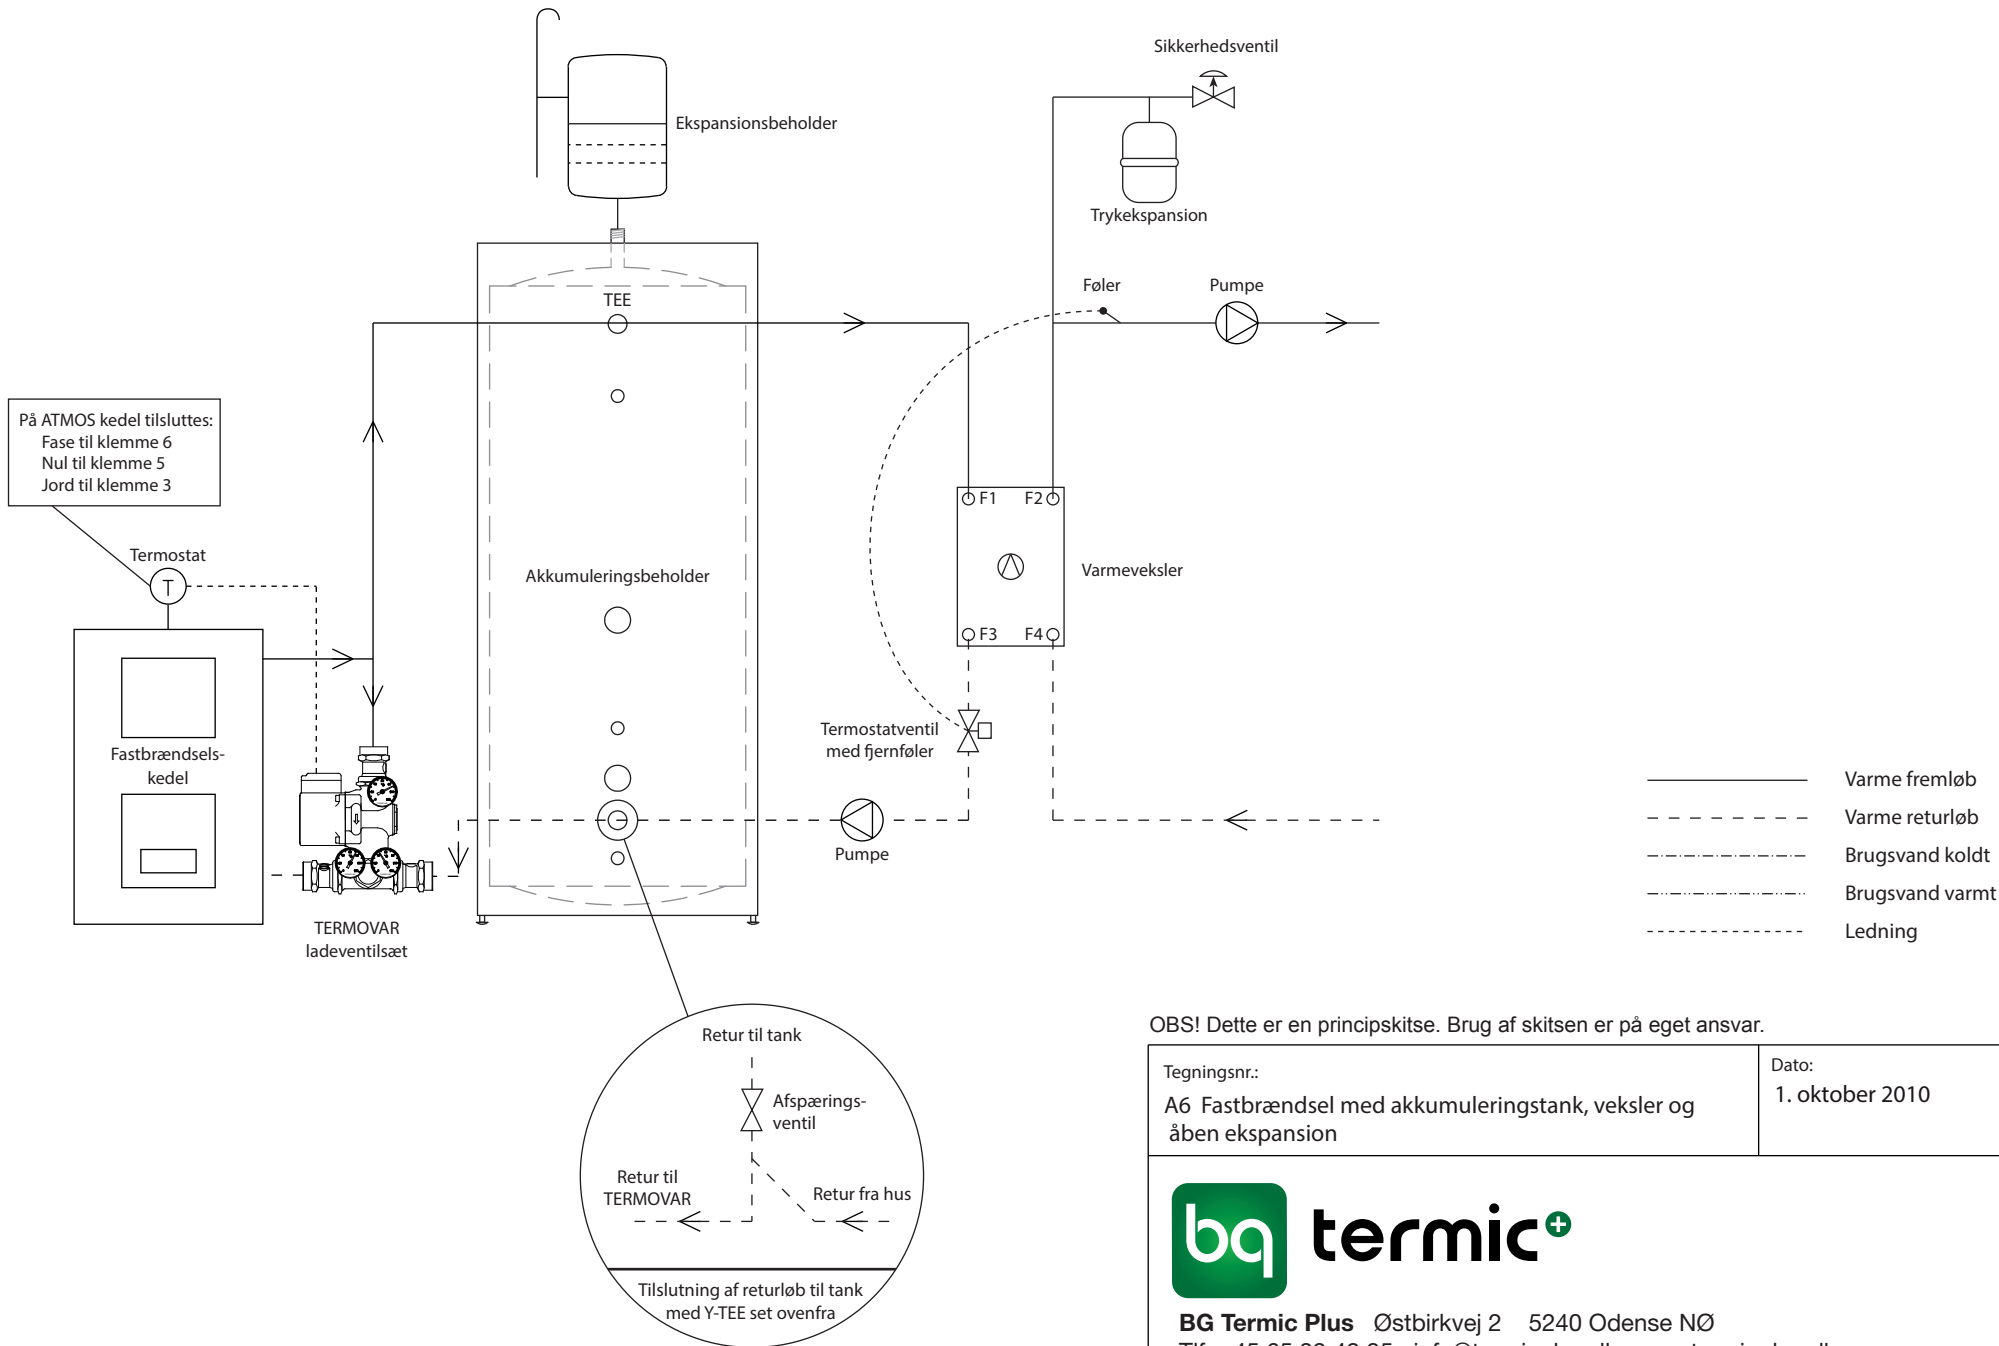 Sikkerhedsventil
Ekspansionsbeholder
Trykekspansion
TEE
Føler
Pumpe
På ATMOS kedel tilsluttes:
Fase til klemme 6
Nul til klemme 5
Jord til klemme 3
F1
F2
Termostat
T
Akkumuleringsbeholder
Varmeveksler
F3
F4
Termostatventil
med fjernføler
Fastbrændsels-
kedel
Pumpe
TERMOVAR
ladeventilsæt
Varme fremløb
Varme returløb
Brugsvand koldt
Brugsvand varmt
Ledning
Retur til tank
Afspærings-
ventil
Retur til
TERMOVAR
Retur fra hus
Tilslutning af returløb til tank
med Y-TEE set ovenfra
OBS! Dette er en principskitse. Brug af skitsen er på eget ansvar.
Tegningsnr.:
A6 Fastbrændsel med akkumuleringstank, veksler og
åben ekspansion
Dato:
1. oktober 2010
bg termic+
BG Termic Plus Østbirkvej 2 5240 Odense NØ